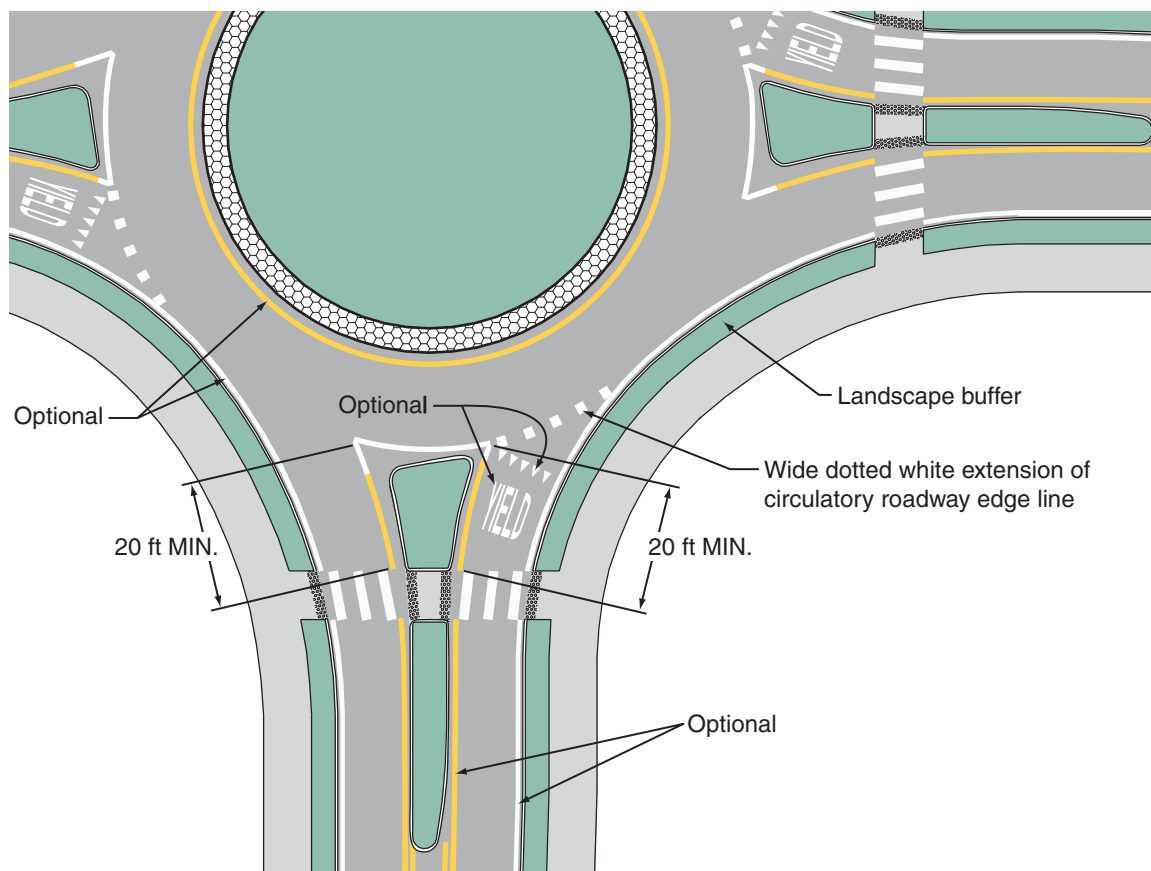 YIELD
YIELD
Optional
Optional
Landscape buffer
Wide dotted white extension of
circulatory roadway edge line
YIELD
20 ft MIN.
20 ft MIN.
Optional